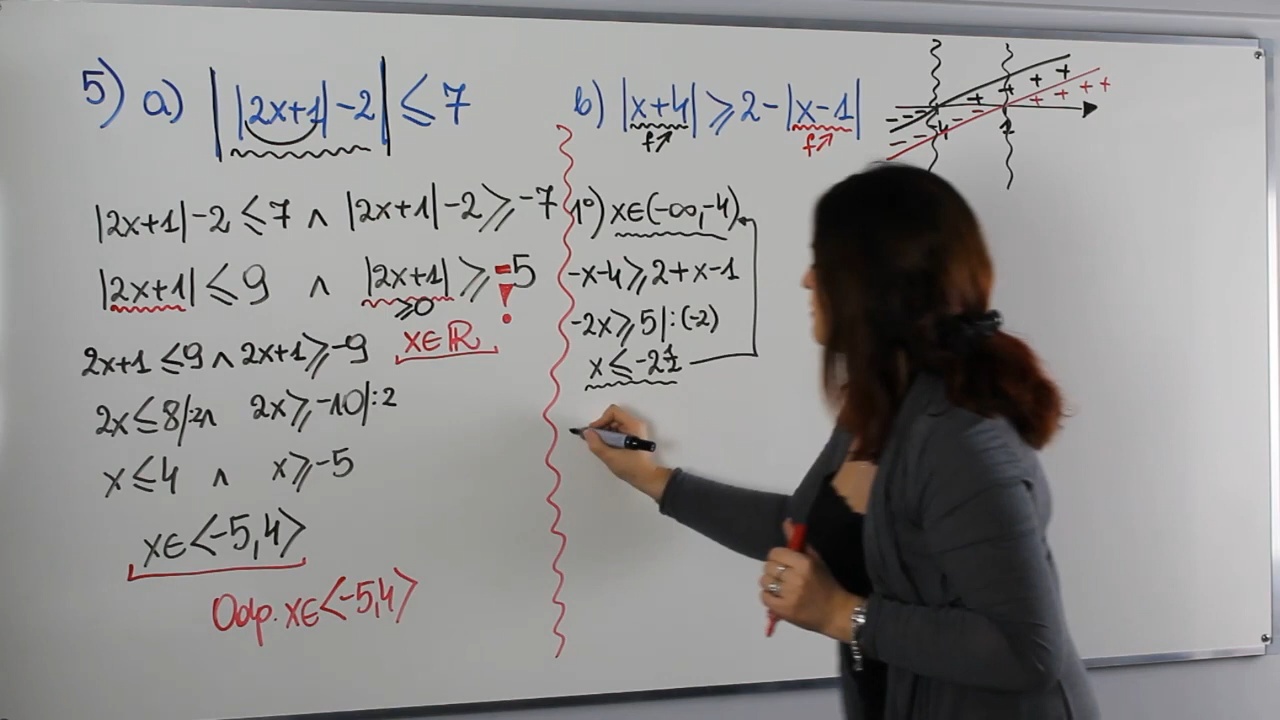 5) a) ||2x+1|-2| ≤ 7
|2x+1|-2 ≤ 7 ∧ |2x+1|-2 ≥ -7
|2x+1| ≤ 9 ∧ |2x+1| ≥ -5
≥0 !
x∈ℝ
2x+1 ≤ 9 ∧ 2x+1 ≥ -9
2x ≤ 8|:2 ∧ 2x ≥ -10|:2
x ≤ 4 ∧ x ≥ -5
x∈<-5,4>
Odp. x∈<-5,4>
b) |x+4| ≥ 2-|x-1|
f↗ f↗
1°) x∈(-∞,-4)
-x-4 ≥ 2+x-1
-2x ≥ 5|:(-2)
x ≤ -2½
+ +
- + + + + + +
- - - - - -
-4 1